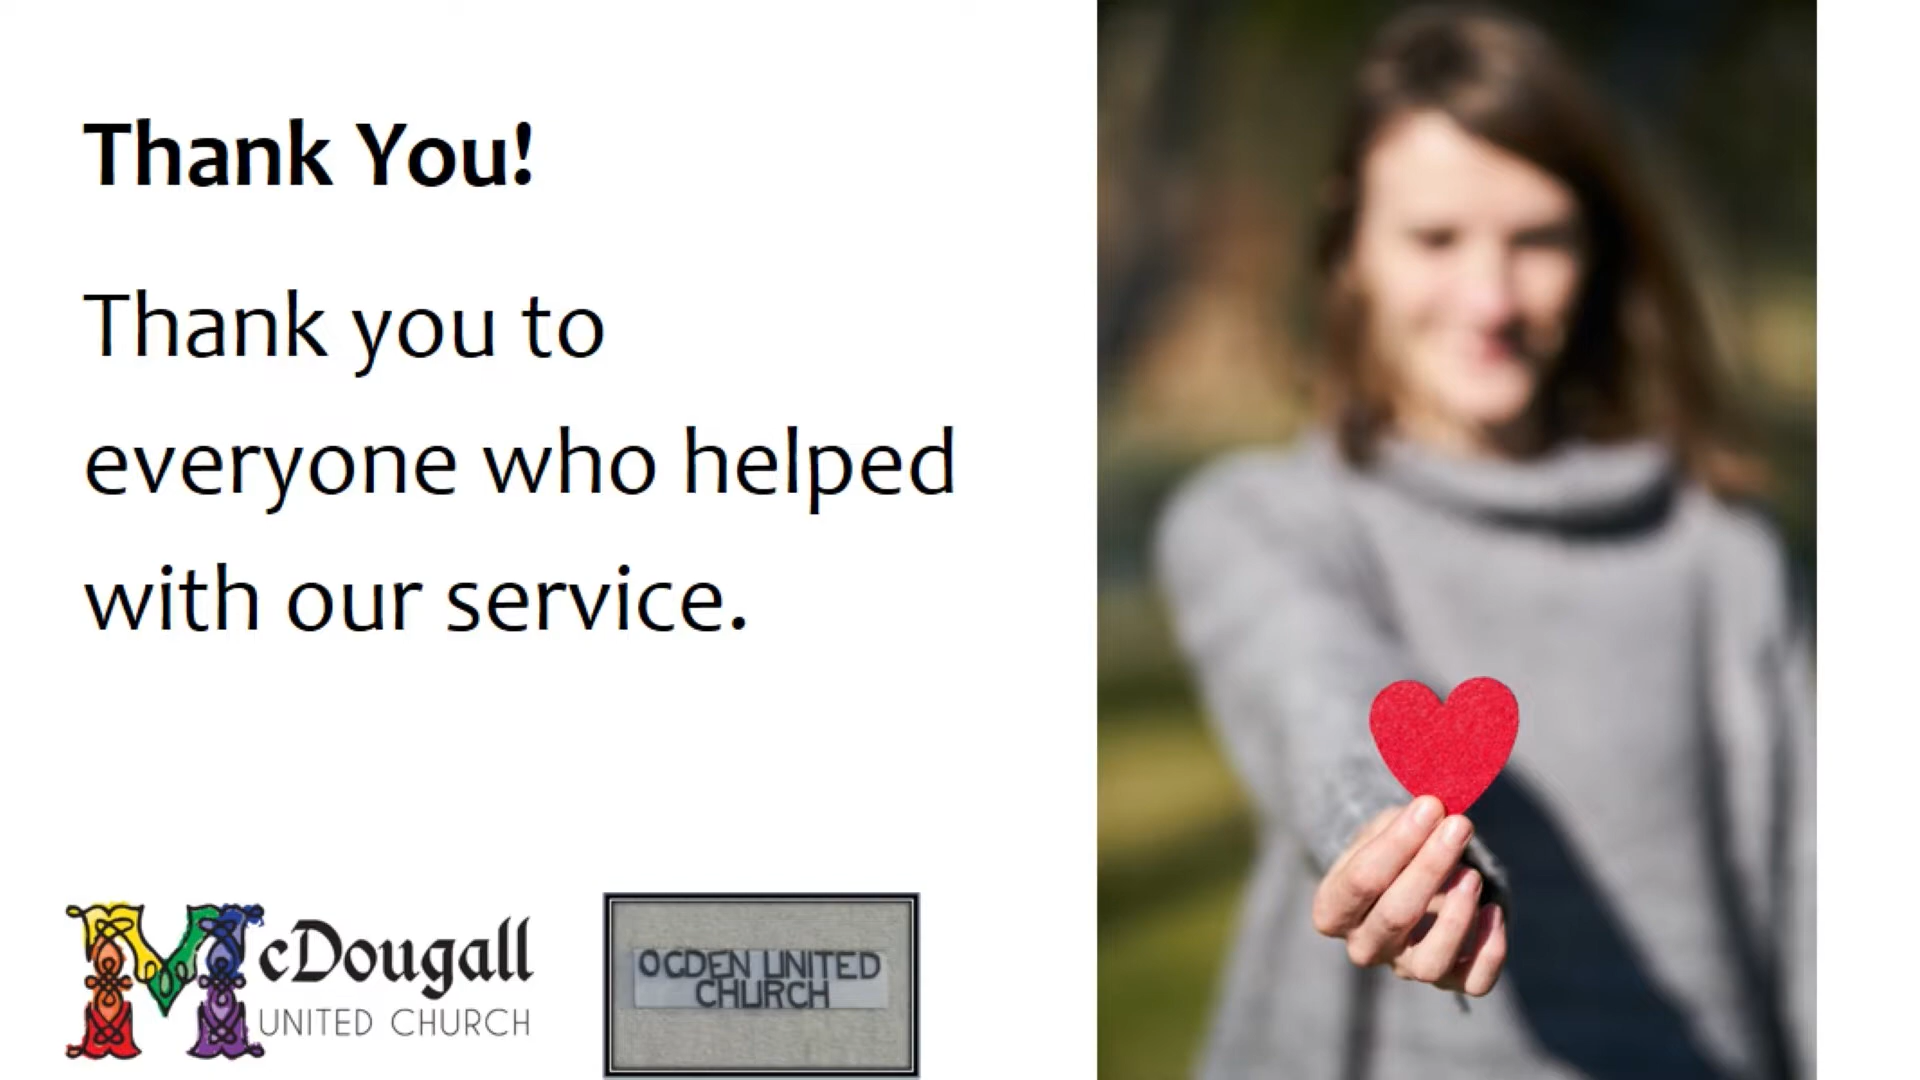 Thank You!
Thank you to
everyone who helped
with our service.
McDougall
UNITED CHURCH
OGDEN UNITED
CHURCH